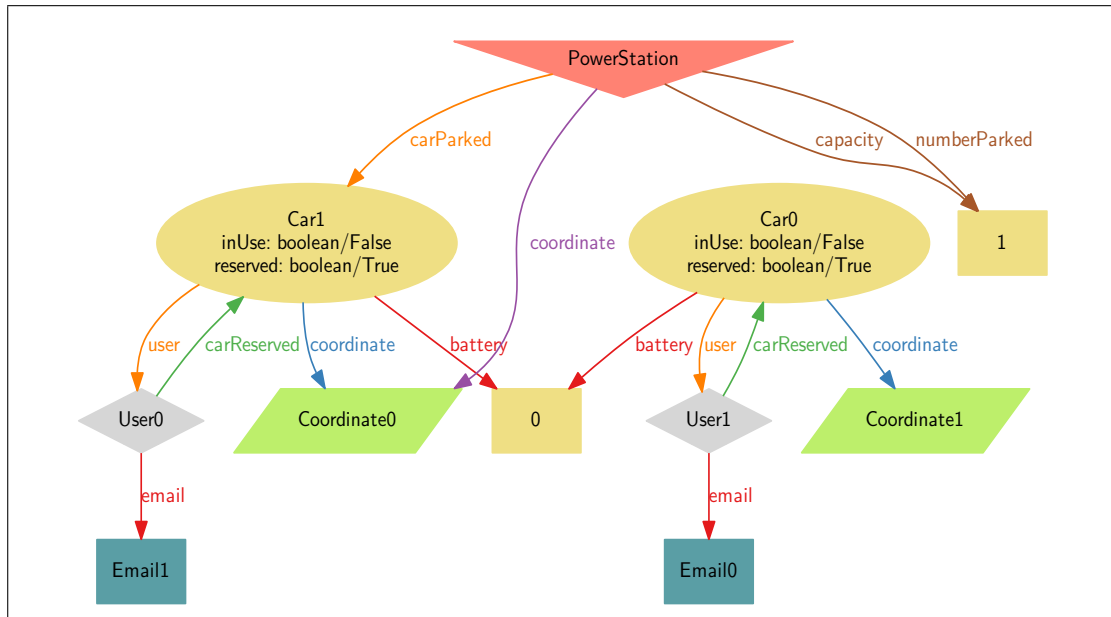 PowerStation
carParked
capacity
numberParked
Car1
inUse: boolean/False
reserved: boolean/True
coordinate
Car0
inUse: boolean/False
reserved: boolean/True
1
user
carReserved
coordinate
battery
battery
user
carReserved
coordinate
User0
Coordinate0
0
User1
Coordinate1
email
email
Email1
Email0